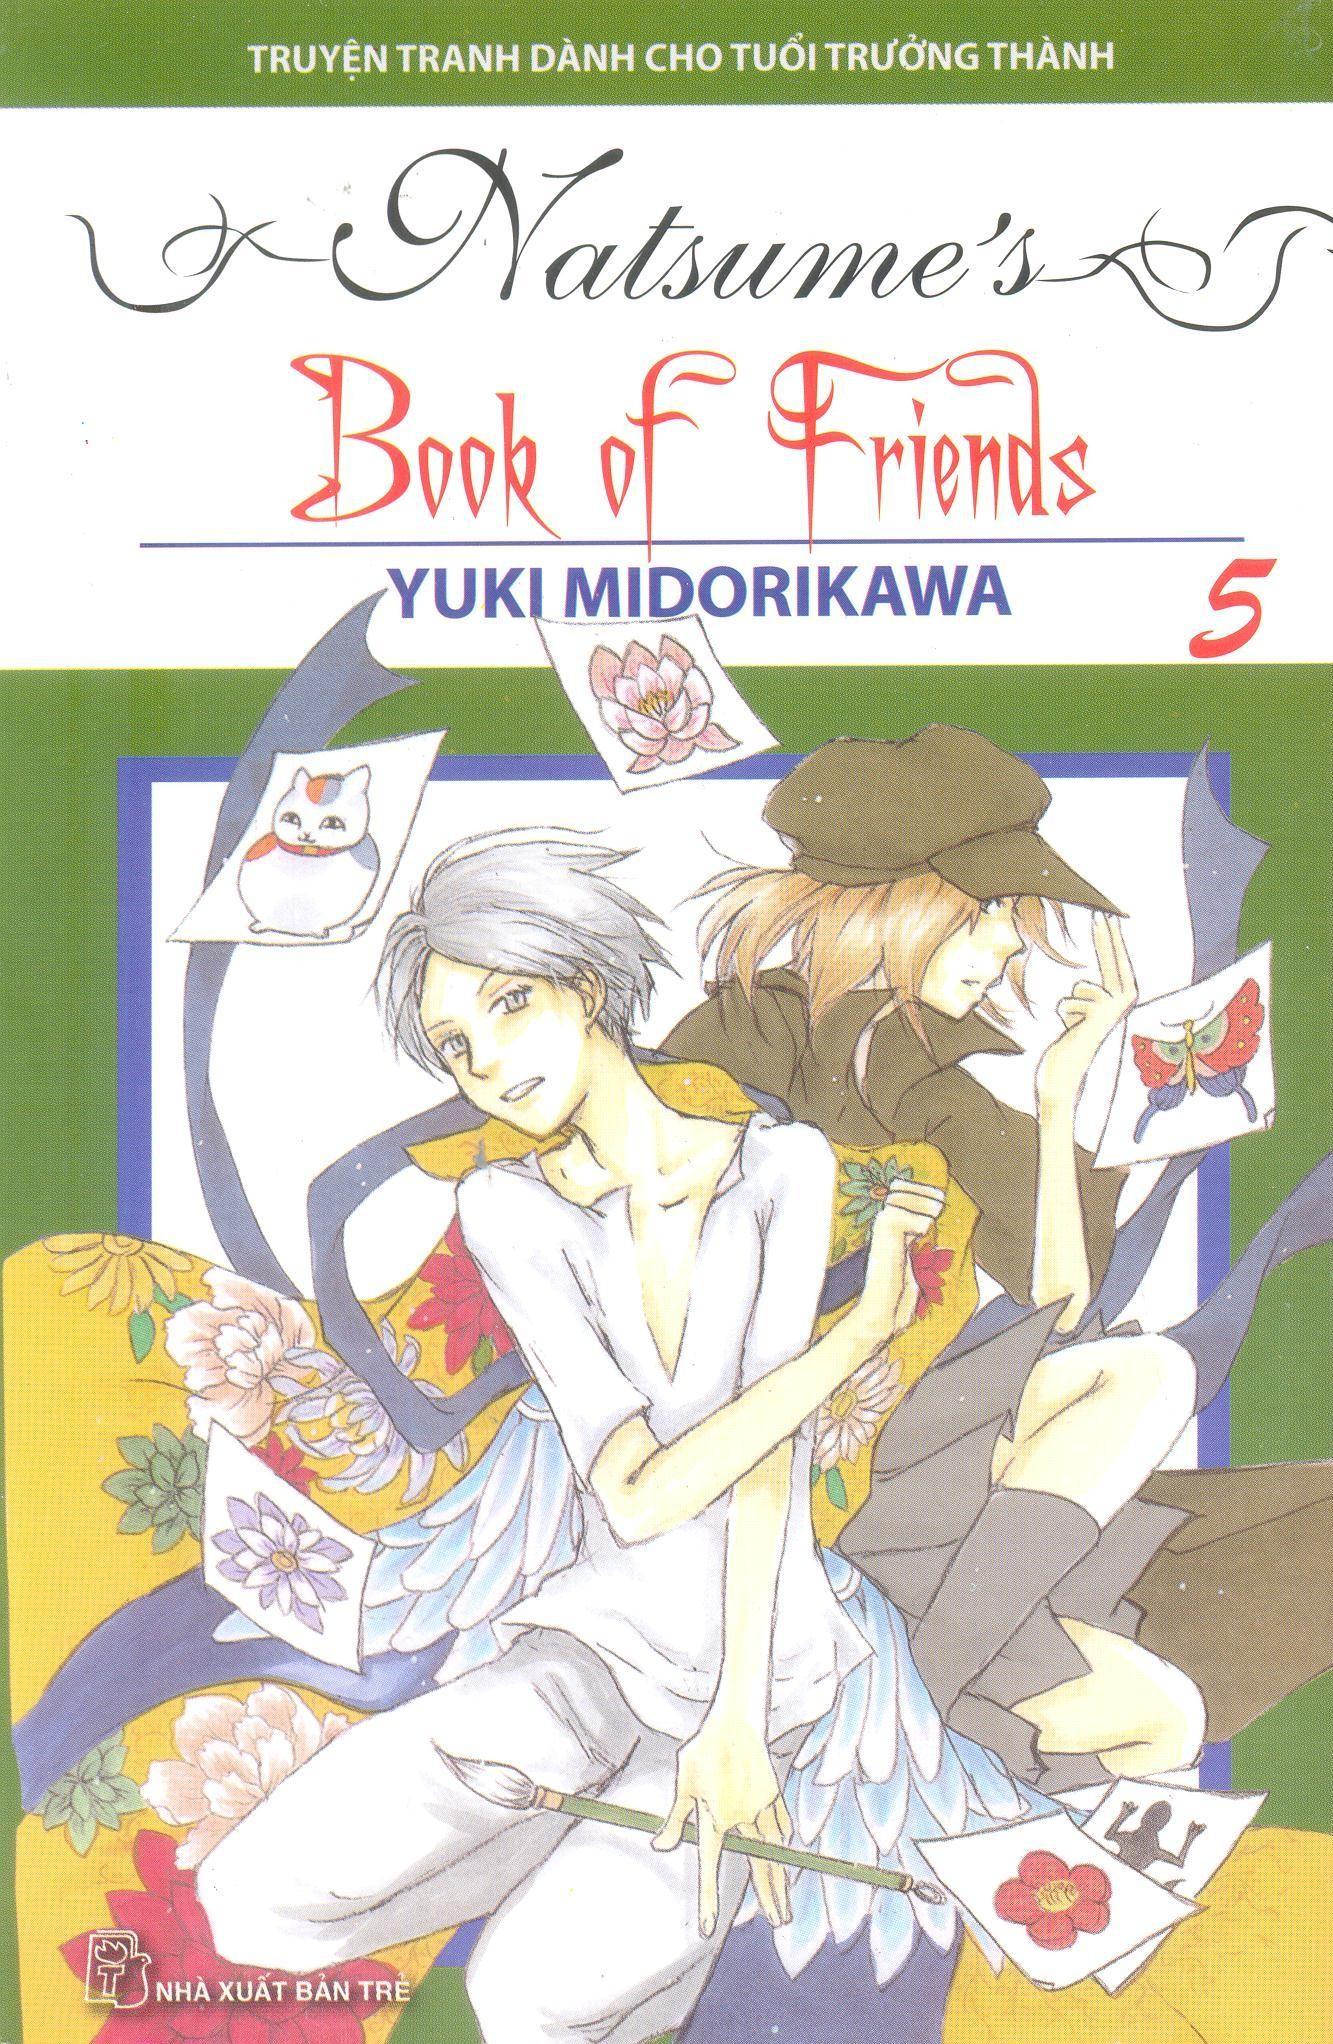 TRUYỆN TRANH DÀNH CHO TUỔI TRƯỞNG THÀNH
Natsume's
Book of Friends
YUKI MIDORIKAWA
5
NHÀ XUẤT BẢN TRẺ